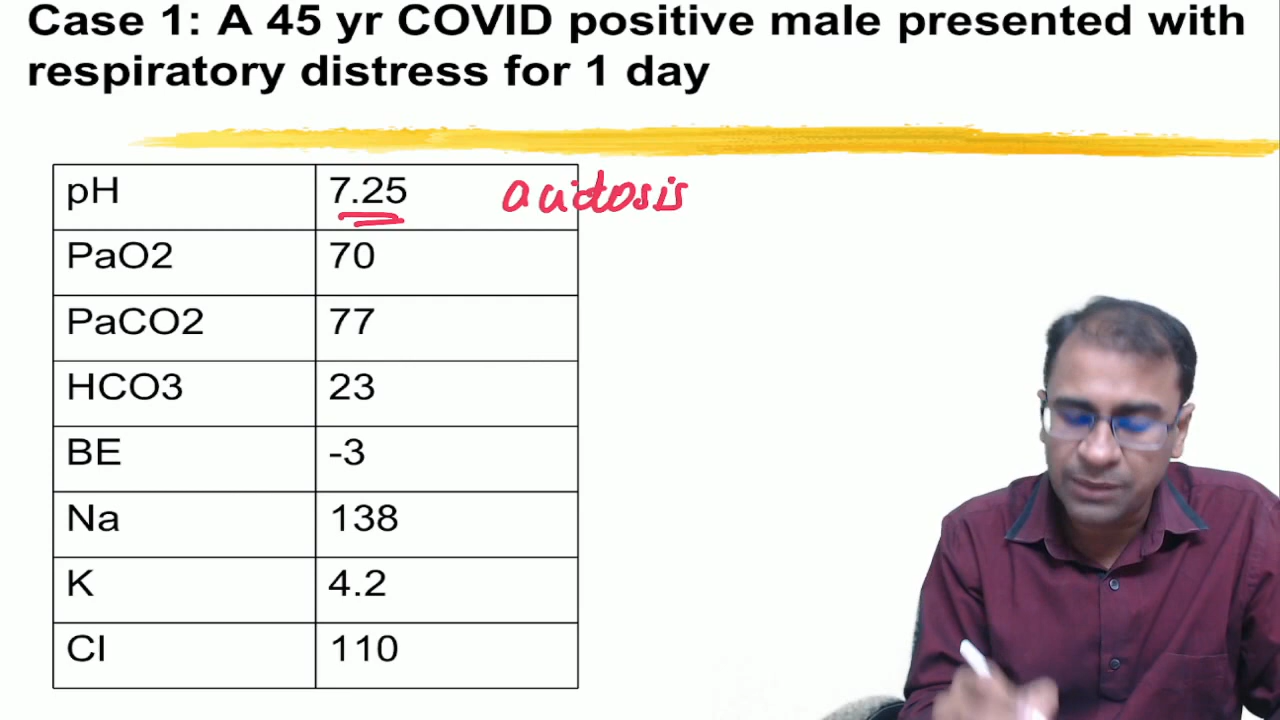 Case 1: A 45 yr COVID positive male presented with
respiratory distress for 1 day
pH 7.25 acidosis
PaO2 70
PaCO2 77
HCO3 23
BE -3
Na 138
K 4.2
Cl 110